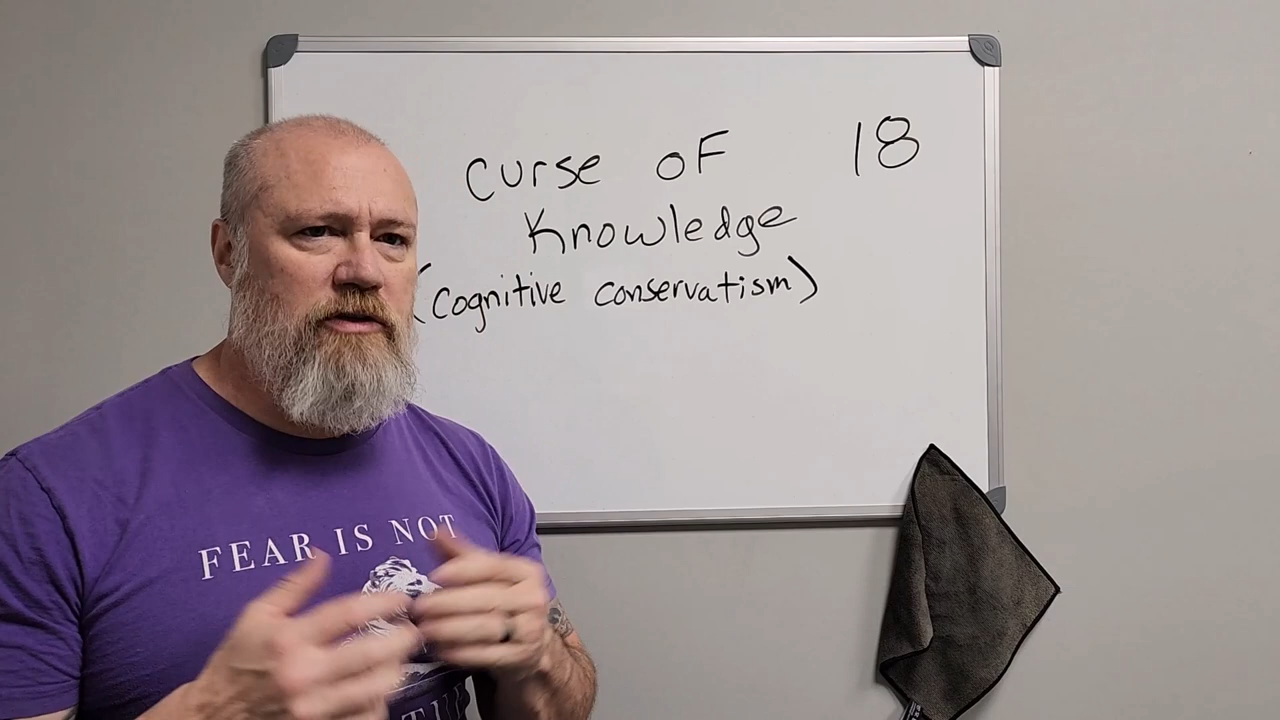 Curse of 18
Knowledge
(cognitive conservatism)
FEAR IS NOT